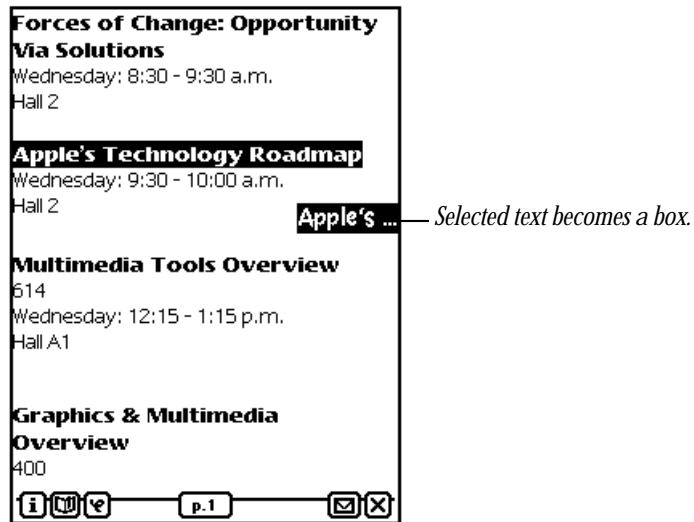 Forces of Change: Opportunity
Via Solutions
Wednesday: 8:30 - 9:30 a.m.
Hall 2
Apple's Technology Roadmap
Wednesday: 9:30 - 10:00 a.m.
Hall 2
Apple's ...
Selected text becomes a box.
Multimedia Tools Overview
614
Wednesday: 12:15 - 1:15 p.m.
Hall A1
Graphics & Multimedia
Overview
400
p.1